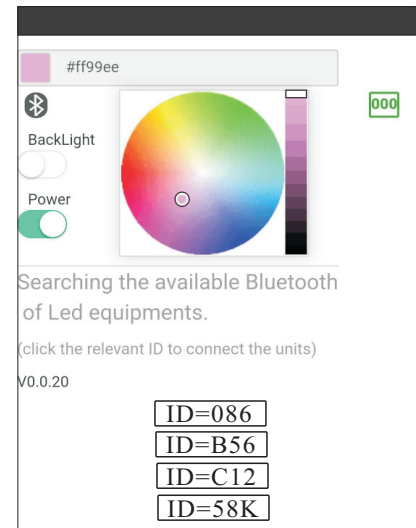 #ff99ee
000
BackLight
Power
Searching the available Bluetooth
of Led equipments.
(click the relevant ID to connect the units)
V0.0.20
ID=086
ID=B56
ID=C12
ID=58K